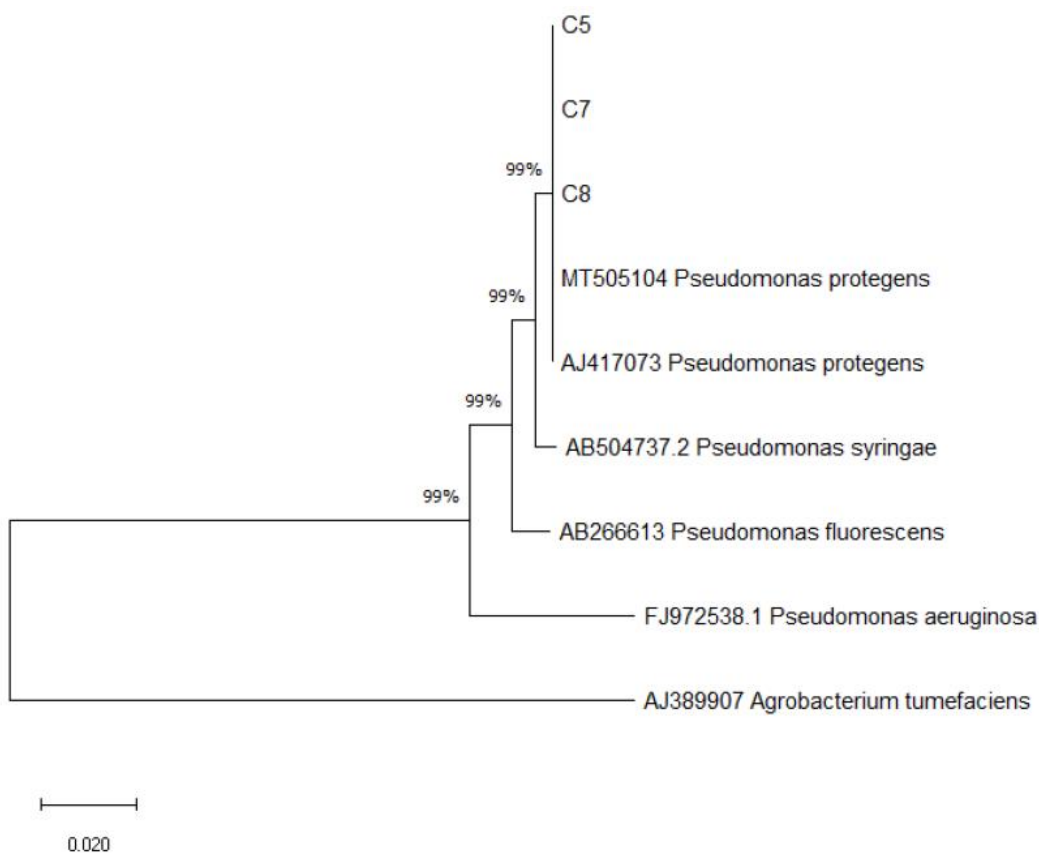 C5
C7
99%
C8
MT505104 Pseudomonas protegens
99%
AJ417073 Pseudomonas protegens
99%
AB504737.2 Pseudomonas syringae
99%
AB266613 Pseudomonas fluorescens
FJ972538.1 Pseudomonas aeruginosa
AJ389907 Agrobacterium tumefaciens
0.020